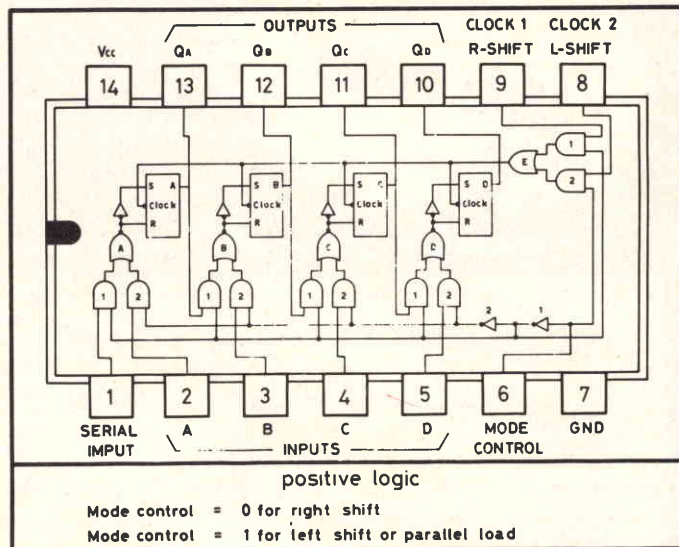 OUTPUTS CLOCK 1 CLOCK 2
Vcc QA QB QC QD R-SHIFT L-SHIFT
14 13 12 11 10 9 8
1
E
2
S A S B S C S D
Clock Clock Clock Clock
R R R R
A B C D
1 2 1 2 1 2 1 2 2 1
1 2 3 4 5 6 7
SERIAL A B C D MODE GND
IMPUT INPUTS CONTROL
positive logic
Mode control = 0 for right shift
Mode control = 1 for left shift or parallel load